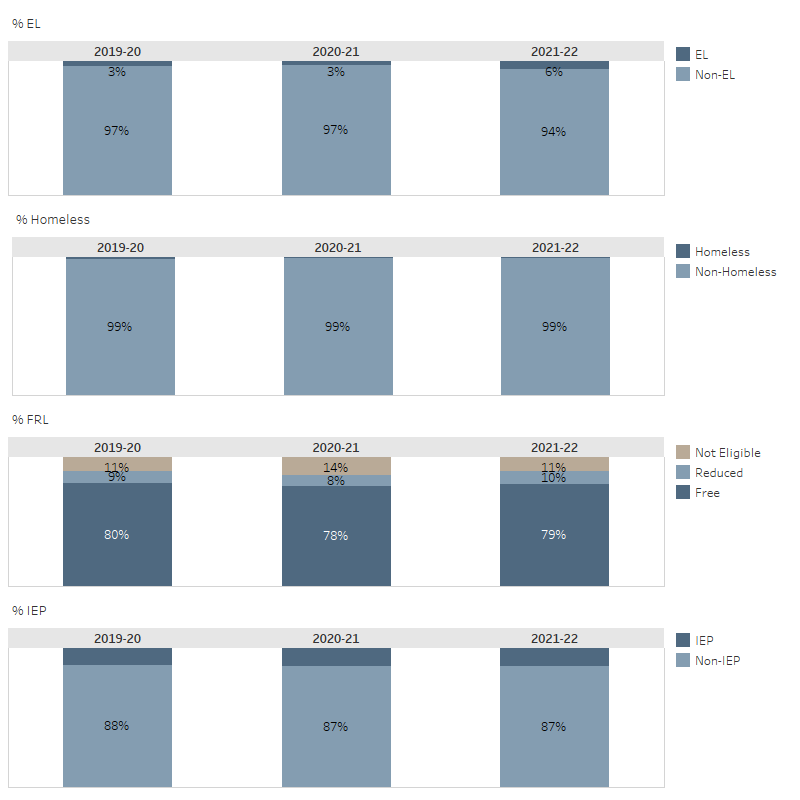 % EL
2019-20 2020-21 2021-22
EL
3% 3% 6%
Non-EL
97% 97% 94%
% Homeless
2019-20 2020-21 2021-22
Homeless
Non-Homeless
99% 99% 99%
% FRL
2019-20 2020-21 2021-22
Not Eligible
11% 14% 11%
Reduced
9% 8% 10%
Free
80% 78% 79%
% IEP
2019-20 2020-21 2021-22
IEP
Non-IEP
88% 87% 87%